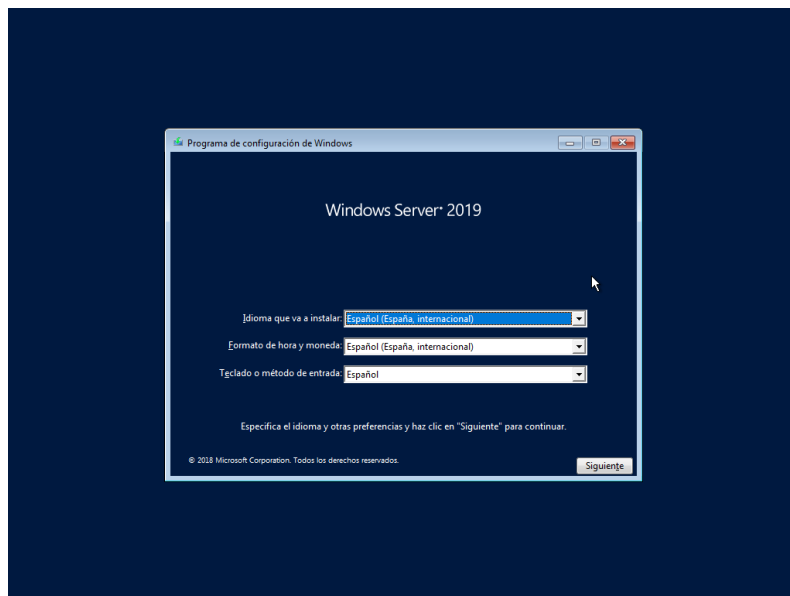 Programa de configuración de Windows
Windows Server® 2019
Idioma que va a instalar: Español (España, internacional)
Formato de hora y moneda: Español (España, internacional)
Teclado o método de entrada: Español
Especifica el idioma y otras preferencias y haz clic en "Siguiente" para continuar.
© 2018 Microsoft Corporation. Todos los derechos reservados.
Siguiente